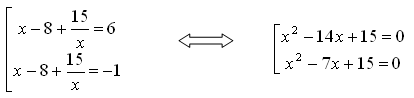 [ x − 8 + 15/x = 6
x − 8 + 15/x = −1
⇔
[ x² − 14x + 15 = 0
x² − 7x + 15 = 0